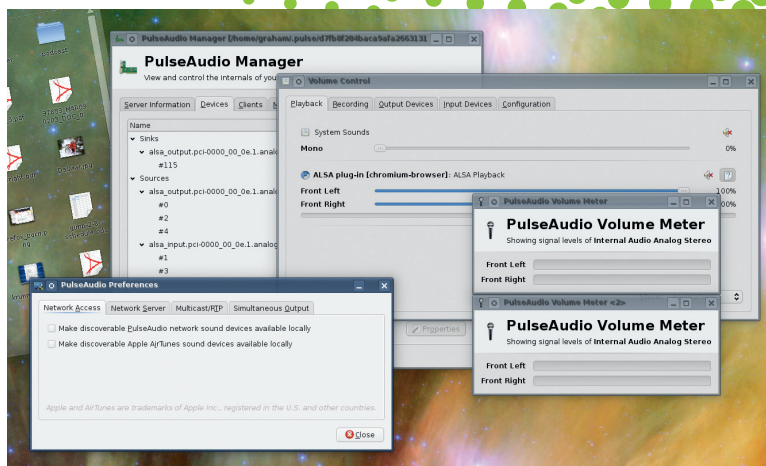 podcast
PulseAudio Manager [/home/graham/.pulse/d7fb8f284baca9afa2663131
PulseAudio Manager
View and control the internals of you
Server Information
Devices
Clients
Name
Sinks
alsa_output.pci-0000_00_0e.1.analo
#115
Sources
alsa_output.pci-0000_00_0e.1.analo
#0
#2
#4
alsa_input.pci-0000_00_0e.1.analog
#1
#3
Volume Control
Playback
Recording
Output Devices
Input Devices
Configuration
System Sounds
Mono
0%
ALSA plug-in [chromium-browser]: ALSA Playback
Front Left
100%
Front Right
00%
Properties
PulseAudio Volume Meter
PulseAudio Volume Meter
Showing signal levels of Internal Audio Analog Stereo
Front Left
Front Right
PulseAudio Volume Meter <2>
PulseAudio Volume Meter
Showing signal levels of Internal Audio Analog Stereo
Front Left
Front Right
PulseAudio Preferences
Network Access
Network Server
Multicast/RTP
Simultaneous Output
Make discoverable PulseAudio network sound devices available locally
Make discoverable Apple AirTunes sound devices available locally
Apple and AirTunes are trademarks of Apple Inc., registered in the U.S. and other countries.
Close